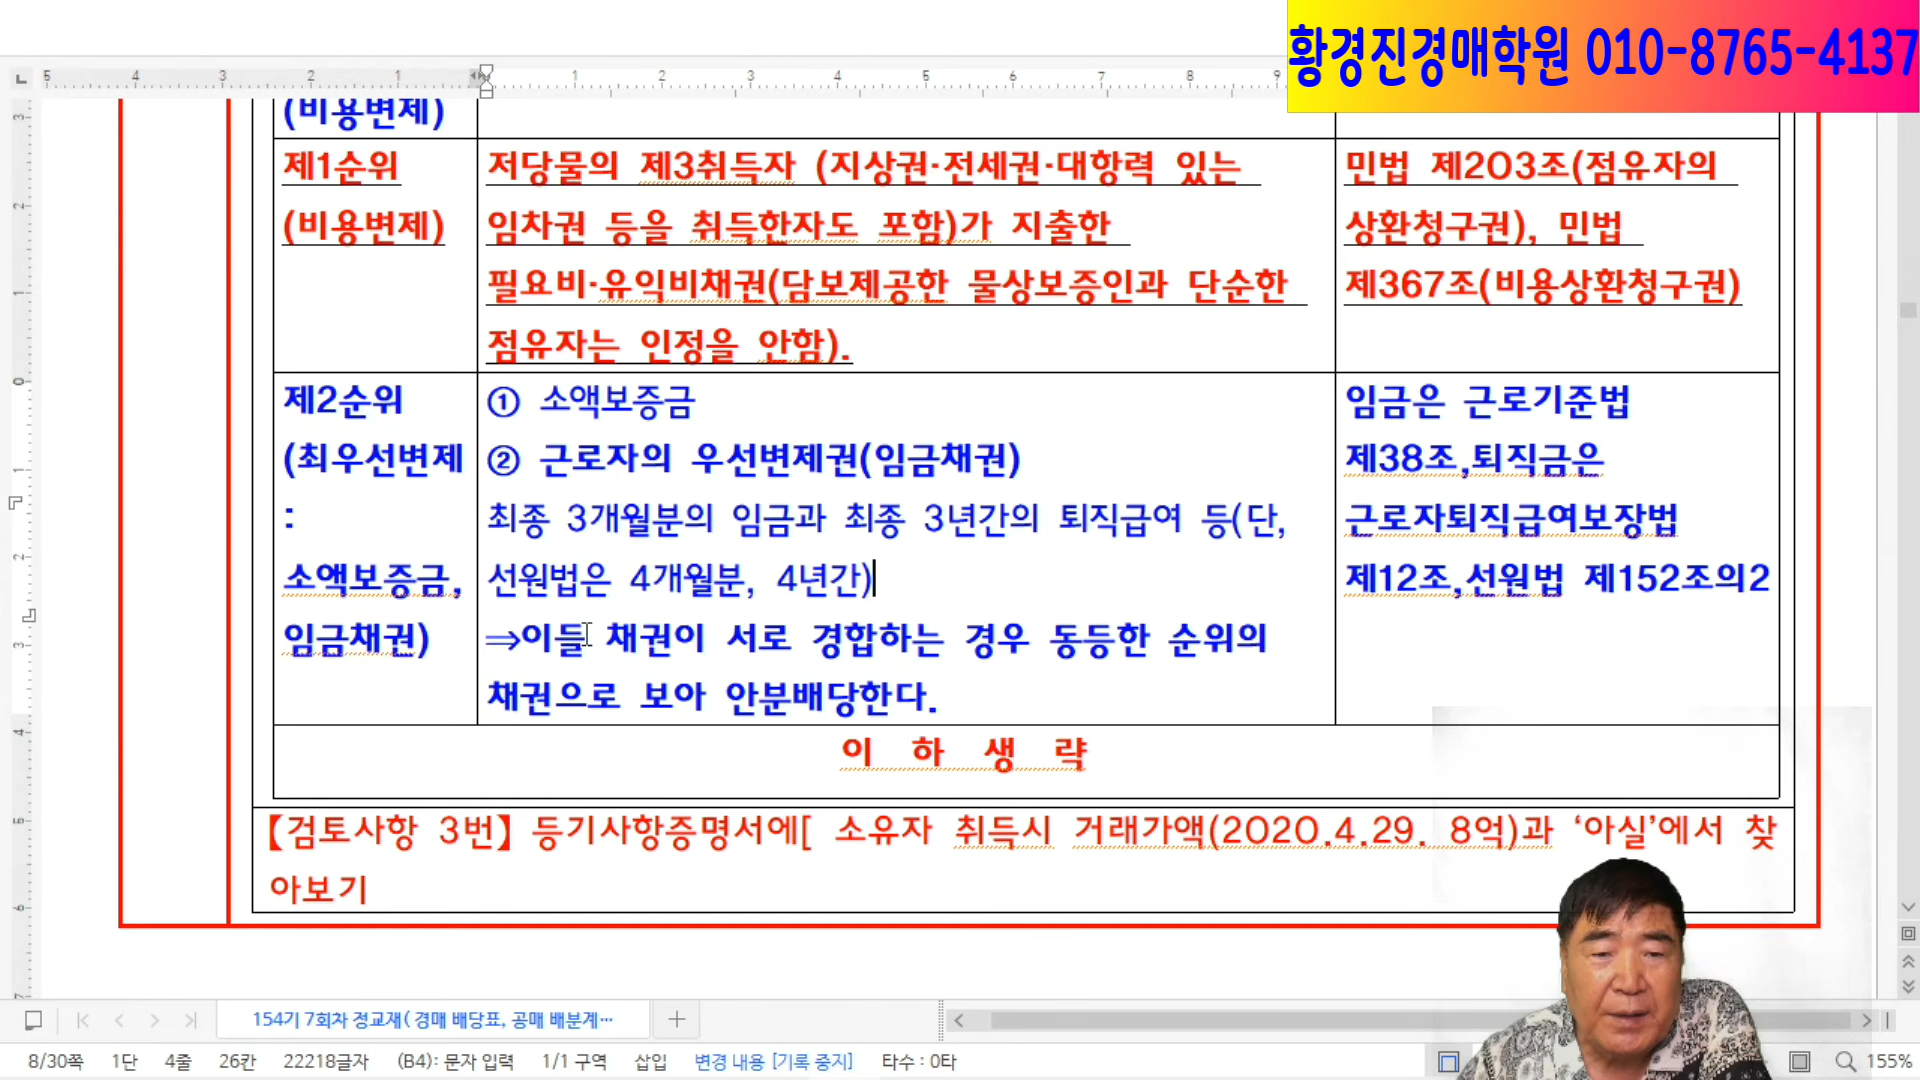 황경진경매학원 010-8765-4137
5 4 3 2 1 1 2 3 4 5 6 7 8 9
(비용변제)
제1순위
(비용변제)
저당물의 제3취득자 (지상권·전세권·대항력 있는
임차권 등을 취득한자도 포함)가 지출한
필요비·유익비채권(담보제공한 물상보증인과 단순한
점유자는 인정을 안함).
민법 제203조(점유자의
상환청구권), 민법
제367조(비용상환청구권)
제2순위
(최우선변제
:
소액보증금,
임금채권)
① 소액보증금
② 근로자의 우선변제권(임금채권)
최종 3개월분의 임금과 최종 3년간의 퇴직급여 등(단,
선원법은 4개월분, 4년간)
⇒이들 채권이 서로 경합하는 경우 동등한 순위의
채권으로 보아 안분배당한다.
임금은 근로기준법
제38조,퇴직금은
근로자퇴직급여보장법
제12조,선원법 제152조의2
이 하 생 략
【검토사항 3번】 등기사항증명서에[ 소유자 취득시 거래가액(2020.4.29. 8억)과 ‘아실’에서 찾
아보기
154기 7회차 정교재( 경매 배당표, 공매 배분계···
8/30쪽 1단 4줄 26칸 22218글자 (B4): 문자 입력 1/1 구역 삽입 변경 내용 [기록 중지] 타수 : 0타 155%